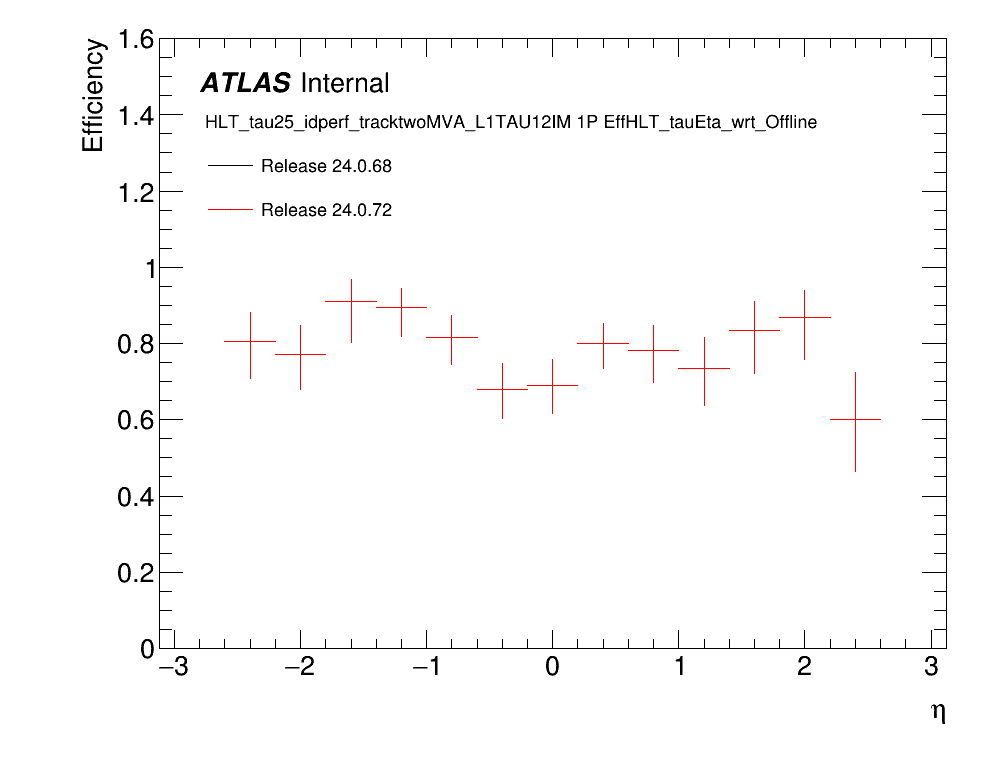 Efficiency
1.6
1.4
1.2
1
0.8
0.6
0.4
0.2
0
ATLAS Internal
HLT_tau25_idperf_tracktwoMVA_L1TAU12IM 1P EffHLT_tauEta_wrt_Offline
Release 24.0.68
Release 24.0.72
−3 −2 −1 0 1 2 3
η